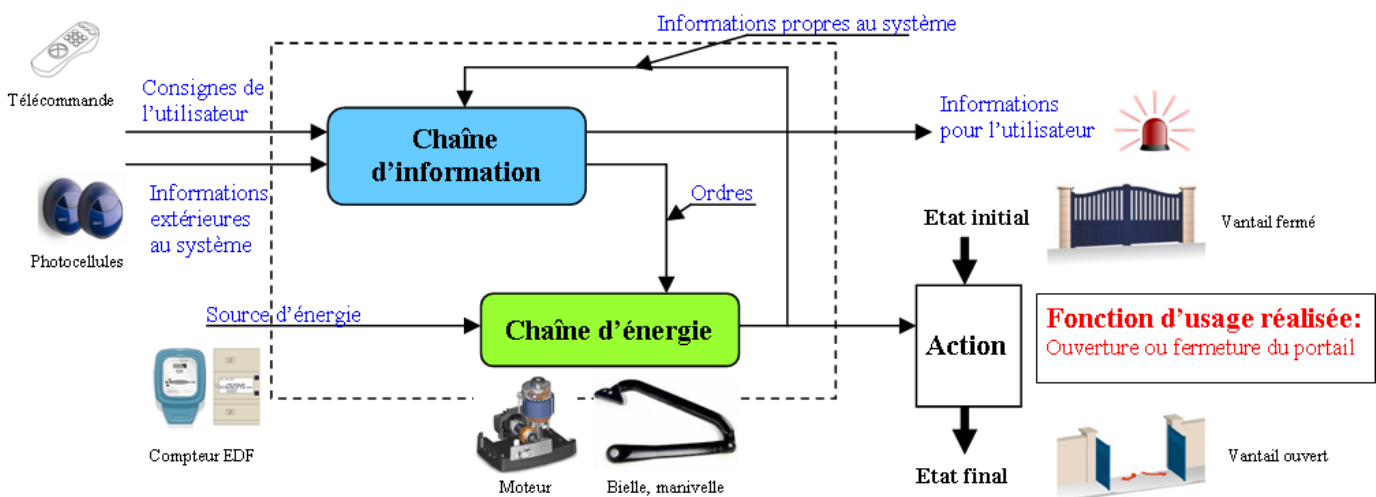 Informations propres au système
Télécommande
Consignes de
l’utilisateur
Informations
pour l’utilisateur
Chaîne
d’information
Informations
extérieures
au système
Photocellules
Ordres
Etat initial
Vantail fermé
Source d’énergie
Chaîne d’énergie
Action
Fonction d’usage réalisée:
Ouverture ou fermeture du portail
Compteur EDF
Moteur
Bielle, manivelle
Etat final
Vantail ouvert